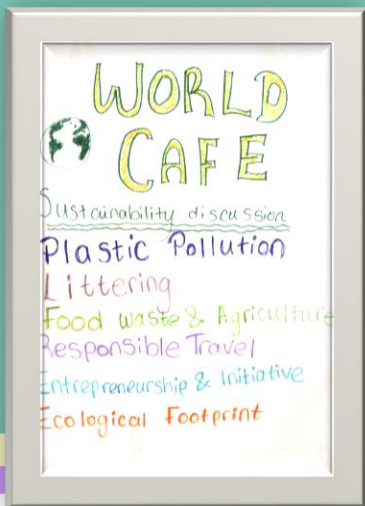 WORLD
CAFE
Sustainability discussion
Plastic Pollution
Littering
Food waste & Agriculture
Responsible Travel
Entrepreneurship & Initiative
Ecological Footprint